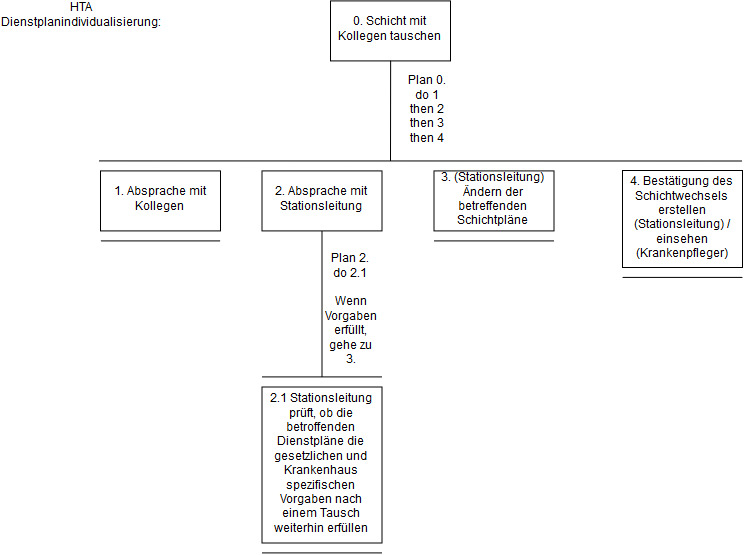 HTA
Dienstplanindividualisierung:
0. Schicht mit
Kollegen tauschen
Plan 0.
do 1
then 2
then 3
then 4
1. Absprache mit
Kollegen
2. Absprache mit
Stationsleitung
3. (Stationsleitung)
Ändern der
betreffenden
Schichtpläne
4. Bestätigung des
Schichtwechsels
erstellen
(Stationsleitung) /
einsehen
(Krankenpfleger)
Plan 2.
do 2.1
Wenn
Vorgaben
erfüllt,
gehe zu
3.
2.1 Stationsleitung
prüft, ob die
betroffenden
Dienstpläne die
gesetzlichen und
Krankenhaus
spezifischen
Vorgaben nach
einem Tausch
weiterhin erfüllen